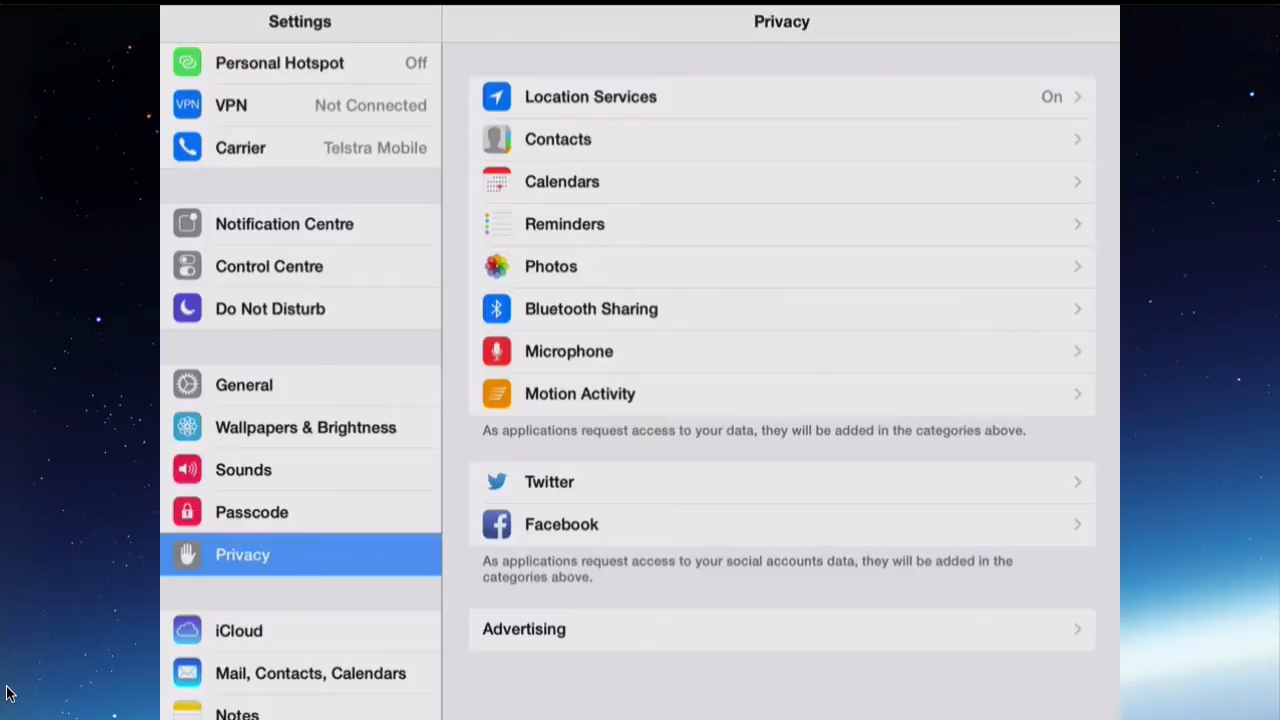 Settings
Personal Hotspot Off
VPN VPN Not Connected
Carrier Telstra Mobile
Notification Centre
Control Centre
Do Not Disturb
General
Wallpapers & Brightness
Sounds
Passcode
Privacy
iCloud
Mail, Contacts, Calendars
Notes
Privacy
Location Services On
Contacts
Calendars
Reminders
Photos
Bluetooth Sharing
Microphone
Motion Activity
As applications request access to your data, they will be added in the categories above.
Twitter
Facebook
As applications request access to your social accounts data, they will be added in the
categories above.
Advertising